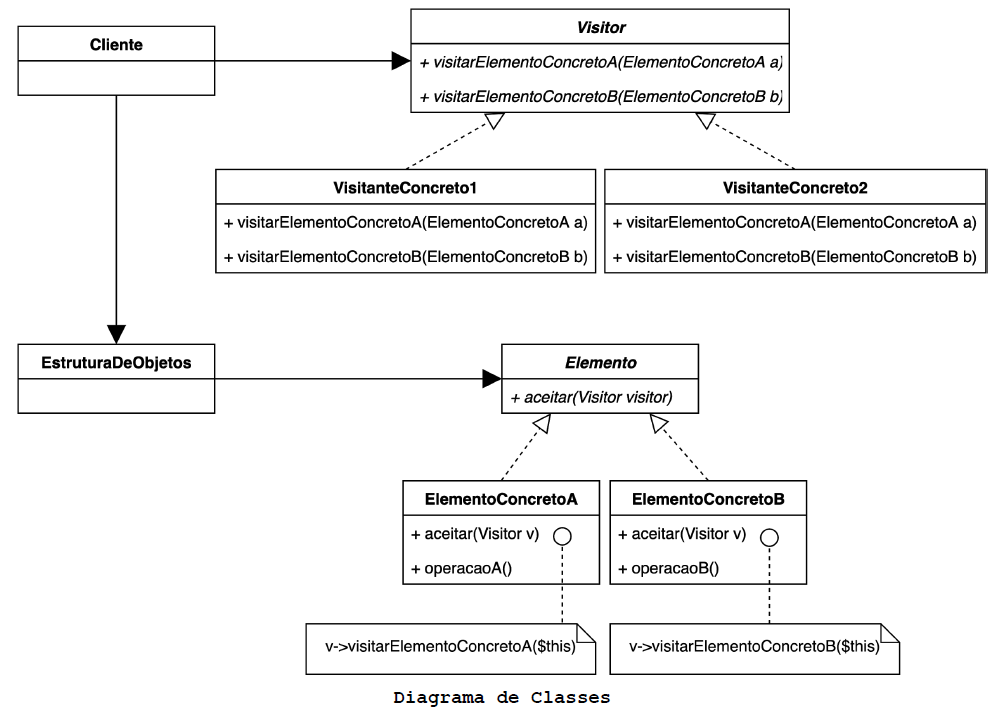 Cliente
Visitor
+ visitarElementoConcretoA(ElementoConcretoA a)
+ visitarElementoConcretoB(ElementoConcretoB b)
VisitanteConcreto1
+ visitarElementoConcretoA(ElementoConcretoA a)
+ visitarElementoConcretoB(ElementoConcretoB b)
VisitanteConcreto2
+ visitarElementoConcretoA(ElementoConcretoA a)
+ visitarElementoConcretoB(ElementoConcretoB b)
EstruturaDeObjetos
Elemento
+ aceitar(Visitor visitor)
ElementoConcretoA
+ aceitar(Visitor v)
+ operacaoA()
ElementoConcretoB
+ aceitar(Visitor v)
+ operacaoB()
v->visitarElementoConcretoA($this)
v->visitarElementoConcretoB($this)
Diagrama de Classes